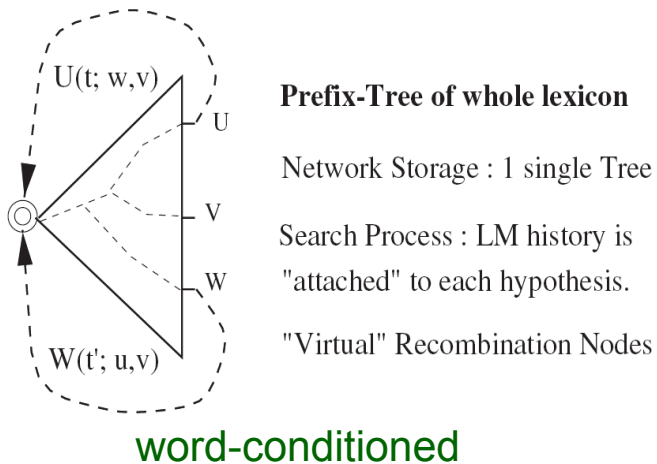 U(t; w,v)
U
V
W
W(t'; u,v)
Prefix-Tree of whole lexicon
Network Storage : 1 single Tree
Search Process : LM history is
"attached" to each hypothesis.
"Virtual" Recombination Nodes
word-conditioned